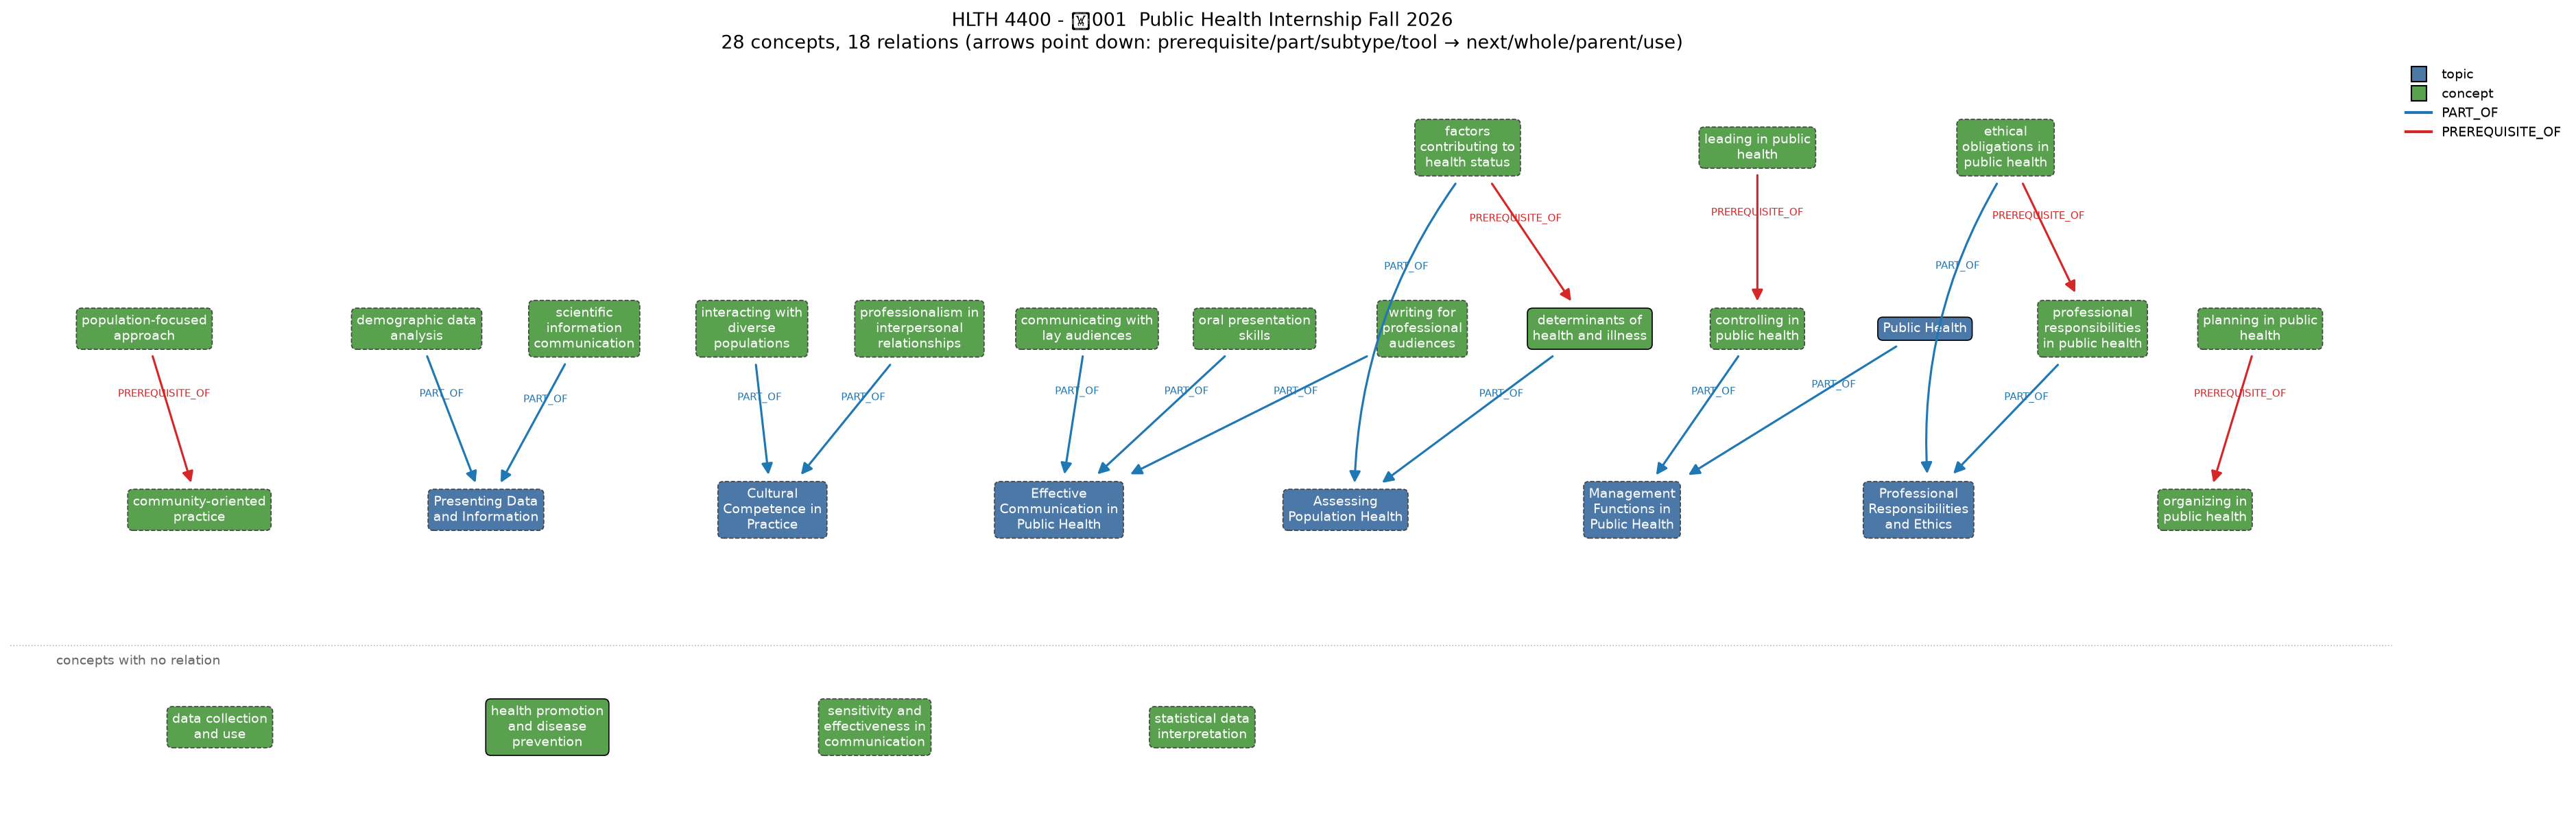 HLTH 4400 - 001  Public Health Internship Fall 2026
28 concepts, 18 relations (arrows point down: prerequisite/part/subtype/tool → next/whole/parent/use)
topic
concept
PART_OF
PREREQUISITE_OF
factors
contributing to
health status
leading in public
health
ethical
obligations in
public health
PREREQUISITE_OF
PREREQUISITE_OF
PREREQUISITE_OF
PART_OF
PART_OF
population-focused
approach
demographic data
analysis
scientific
information
communication
interacting with
diverse
populations
professionalism in
interpersonal
relationships
communicating with
lay audiences
oral presentation
skills
writing for
professional
audiences
determinants of
health and illness
controlling in
public health
Public Health
professional
responsibilities
in public health
planning in public
health
PREREQUISITE_OF
PART_OF
PART_OF
PART_OF
PART_OF
PART_OF
PART_OF
PART_OF
PART_OF
PART_OF
PART_OF
PART_OF
PREREQUISITE_OF
community-oriented
practice
Presenting Data
and Information
Cultural
Competence in
Practice
Effective
Communication in
Public Health
Assessing
Population Health
Management
Functions in
Public Health
Professional
Responsibilities
and Ethics
organizing in
public health
concepts with no relation
data collection
and use
health promotion
and disease
prevention
sensitivity and
effectiveness in
communication
statistical data
interpretation